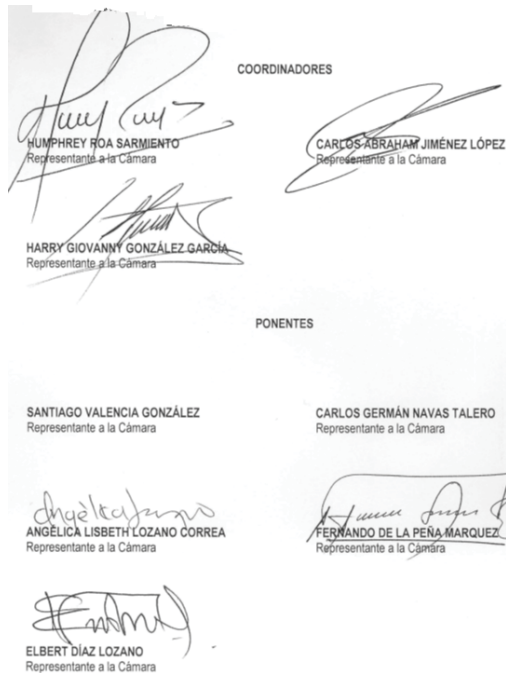 COORDINADORES
HUMPHREY ROA SARMIENTO
Representante a la Cámara
CARLOS ABRAHAM JIMÉNEZ LÓPEZ
Representante a la Cámara
HARRY GIOVANNY GONZÁLEZ GARCÍA
Representante a la Cámara
PONENTES
SANTIAGO VALENCIA GONZÁLEZ
Representante a la Cámara
CARLOS GERMÁN NAVAS TALERO
Representante a la Cámara
Angélica Lozano
ANGÉLICA LISBETH LOZANO CORREA
Representante a la Cámara
FERNANDO DE LA PEÑA MARQUEZ
Representante a la Cámara
ELBERT DÍAZ LOZANO
Representante a la Cámara